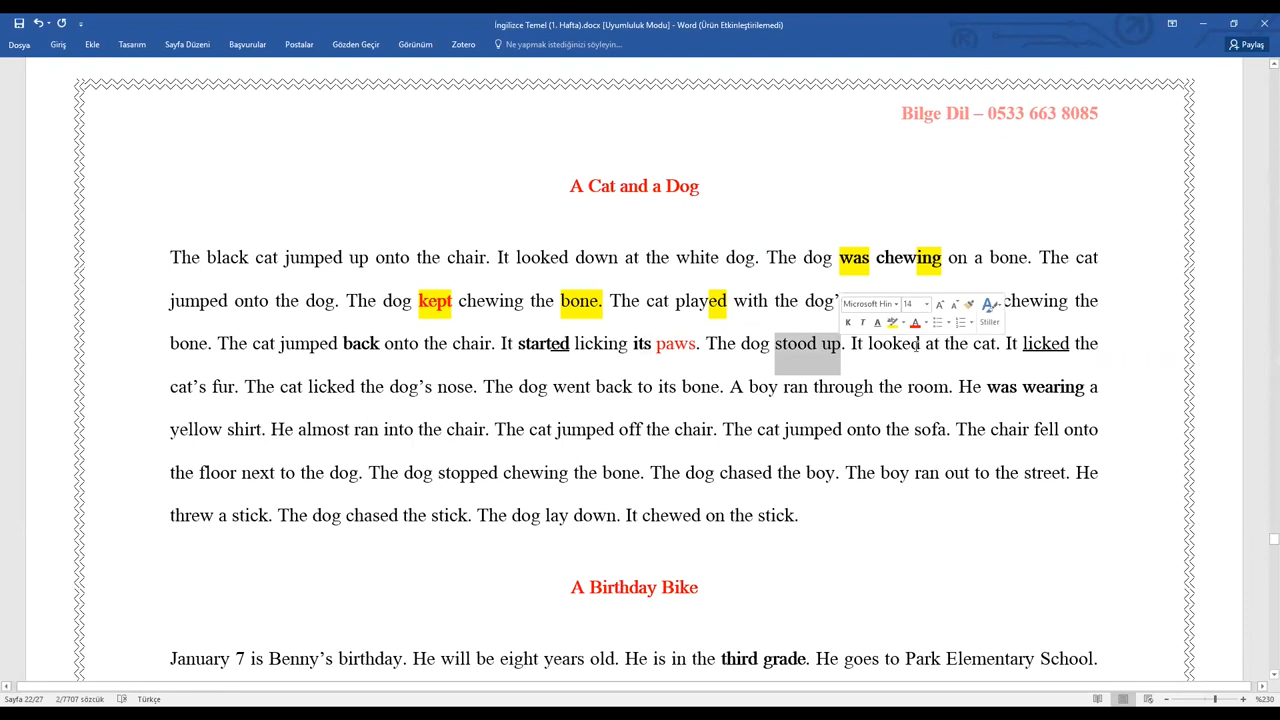 İngilizce Temel (1. Hafta).docx [Uyumluluk Modu] - Word (Ürün Etkinleştirilemedi)
Dosya Giriş Ekle Tasarım Sayfa Düzeni Başvurular Postalar Gözden Geçir Görünüm Zotero Ne yapmak istediğinizi söyleyin... Paylaş
Bilge Dil – 0533 663 8085
A Cat and a Dog
The black cat jumped up onto the chair. It looked down at the white dog. The dog was chewing on a bone. The cat
jumped onto the dog. The dog kept chewing the bone. The cat played with the dog’ chewing the
Microsoft Hin 14
K T A A Stiller
bone. The cat jumped back onto the chair. It started licking its paws. The dog stood up. It looked at the cat. It licked the
cat’s fur. The cat licked the dog’s nose. The dog went back to its bone. A boy ran through the room. He was wearing a
yellow shirt. He almost ran into the chair. The cat jumped off the chair. The cat jumped onto the sofa. The chair fell onto
the floor next to the dog. The dog stopped chewing the bone. The dog chased the boy. The boy ran out to the street. He
threw a stick. The dog chased the stick. The dog lay down. It chewed on the stick.
A Birthday Bike
January 7 is Benny’s birthday. He will be eight years old. He is in the third grade. He goes to Park Elementary School.
Sayfa 22/27 2/7707 sözcük Türkçe %230